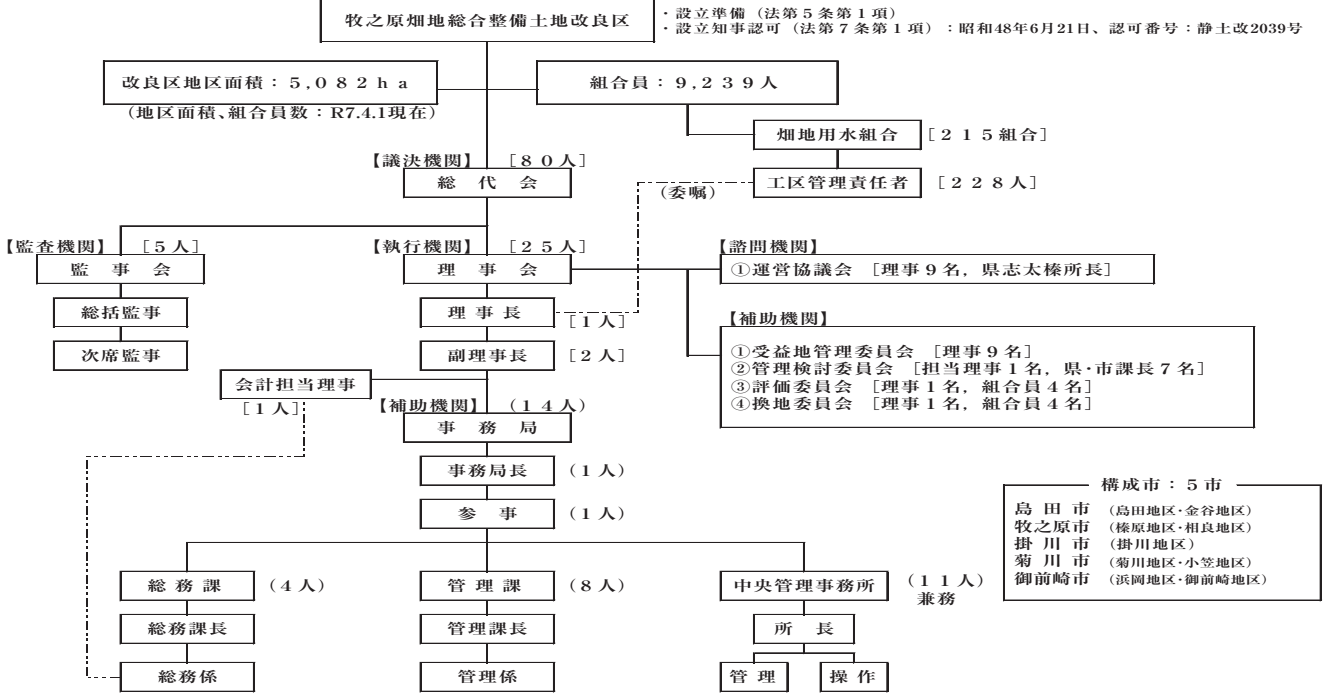 牧之原畑地総合整備土地改良区
・設立準備（法第５条第１項）
・設立知事認可（法第７条第１項）：昭和48年6月21日、認可番号：静土改2039号
改良区地区面積：５,０８２ｈａ
組合員：９,２３９人
（地区面積､組合員数：R7.4.1現在）
畑地用水組合 ［２１５組合］
【議決機関】 ［８０人］
総代会
（委嘱）
工区管理責任者 ［２２８人］
【監査機関】 ［５人］
【執行機関】 ［２５人］
【諮問機関】
監事会
理事会
①運営協議会 ［理事９名，県志太榛所長］
総括監事
理事長 ［１人］
【補助機関】
次席監事
副理事長 ［２人］
①受益地管理委員会 ［理事９名］
②管理検討委員会 ［担当理事１名，県・市課長７名］
③評価委員会 ［理事１名，組合員４名］
④換地委員会 ［理事１名，組合員４名］
会計担当理事
［１人］
【補助機関】 （１４人）
事務局
事務局長 （１人）
参事 （１人）
構成市：５市
島田市 （島田地区･金谷地区）
牧之原市 （榛原地区･相良地区）
掛川市 （掛川地区）
菊川市 （菊川地区･小笠地区）
御前崎市 （浜岡地区･御前崎地区）
総務課 （４人）
管理課 （８人）
中央管理事務所 （１１人）
兼務
総務課長
管理課長
所長
総務係
管理係
管理
操作